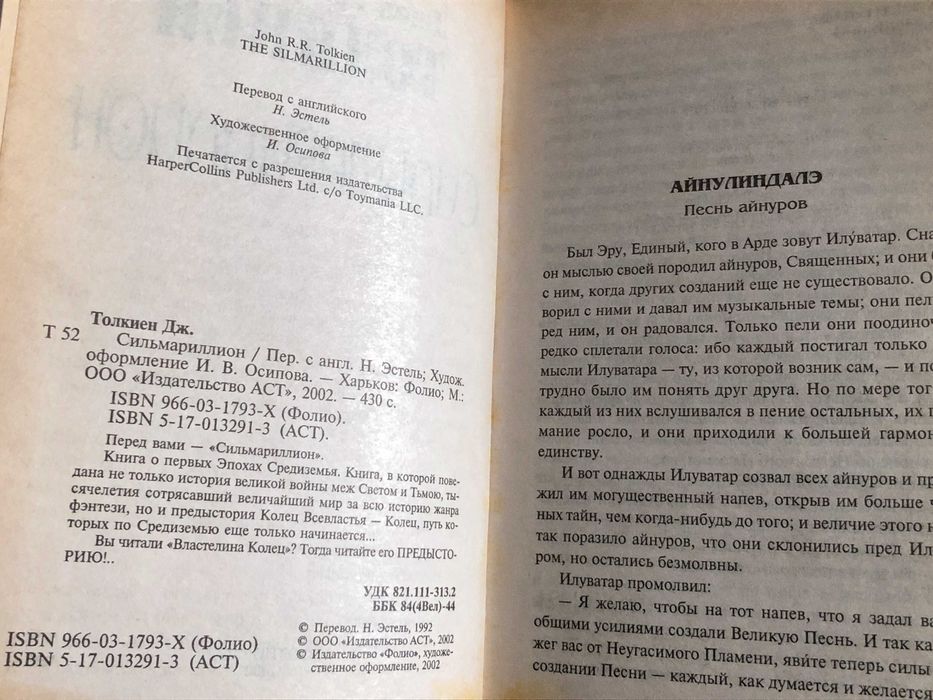 John R.R. Tolkien
THE SILMARILLION
Перевод с английского
Н. Эстель
Художественное оформление
И. Осипова
Печатается с разрешения издательства
HarperCollins Publishers Ltd. c/o Toymania LLC.
Толкиен Дж.
Т 52
Сильмариллион / Пер. с англ. Н. Эстель; Худож.
оформление И. В. Осипова. — Харьков: Фолио; М.:
ООО «Издательство АСТ», 2002. — 430 с.
ISBN 966-03-1793-X (Фолио).
ISBN 5-17-013291-3 (АСТ).
Перед вами — «Сильмариллион».
Книга о первых Эпохах Средиземья. Книга, в которой пове-
дана не только история великой войны меж Светом и Тьмою, ты-
сячелетия сотрясавший величайший мир за всю историю жанра
фэнтези, но и предыстория Колец Всевластья — Колец, путь ко-
торых по Средиземью еще только начинается...
Вы читали «Властелина Колец»? Тогда читайте его ПРЕДЫСТО-
РИЮ!..
УДК 821.111-313.2
ББК 84(4Вел)-44
© Перевод. Н. Эстель, 1992
© ООО «Издательство АСТ», 2002
© Издательство «Фолио», художе-
ственное оформление, 2002
ISBN 966-03-1793-X (Фолио)
ISBN 5-17-013291-3 (АСТ)
АЙНУЛИНДАЛЭ
Песнь айнуров
Был Эру, Единый, кого в Арде зовут Илу́ватар. Сна
он мыслью своей породил айнуров, Священных; и они б
с ним, когда других созданий еще не существовало. О
ворил с ними и давал им музыкальные темы; они пел
ред ним, и он радовался. Только пели они поодиноч
редко сплетали голоса: ибо каждый постигал только
мысли Илуватара — ту, из которой возник сам, — и по
трудно было им понять друг друга. Но по мере того
каждый из них вслушивался в пение остальных, их п
мание росло, и они приходили к большей гармон
единству.
И вот однажды Илуватар созвал всех айнуров и пр
жил им могущественный напев, открыв им больше ч
ных тайн, чем когда-нибудь до того; и величие этого н
так поразило айнуров, что они склонились пред Ил
ром, но остались безмолвны.
Илуватар промолвил:
— Я желаю, чтобы на тот напев, что я задал ва
общими усилиями создали Великую Песнь. И так ка
жег вас от Неугасимого Пламени, яви́те теперь силы
создании Песни — каждый, как думается и желается